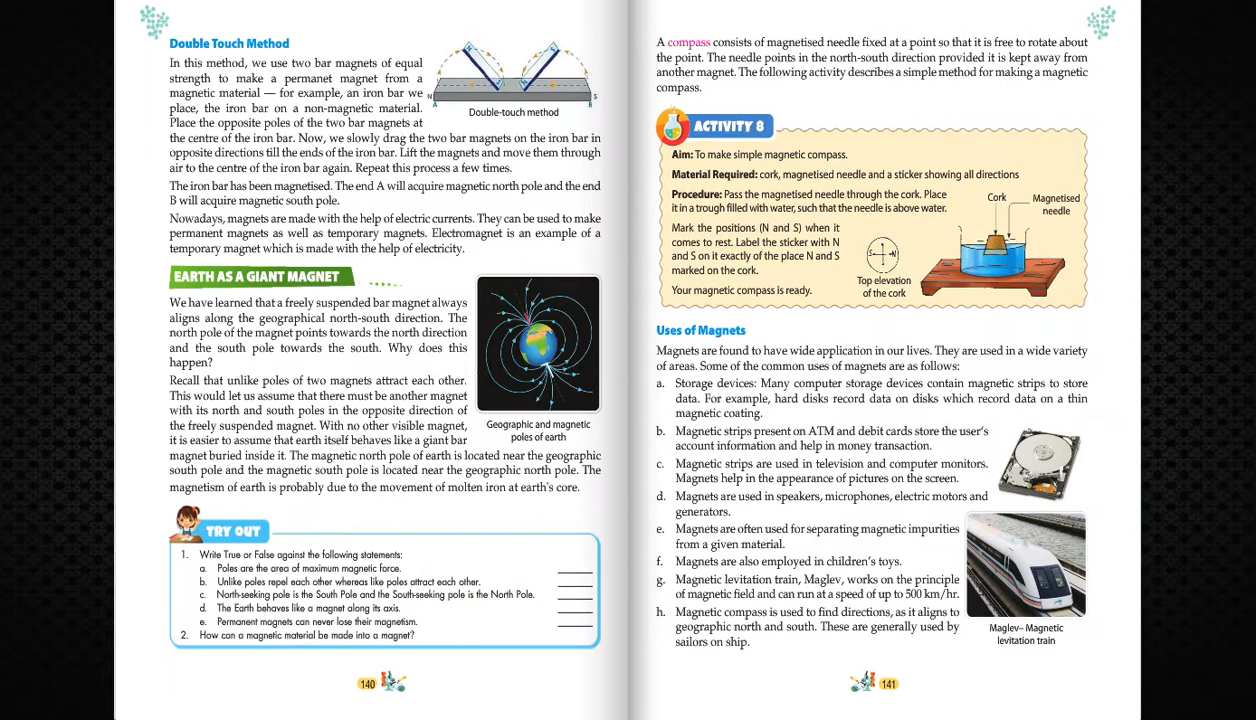 Double Touch Method
In this method, we use two bar magnets of equal
strength to make a permanet magnet from a
magnetic material — for example, an iron bar we
place, the iron bar on a non-magnetic material.
Place the opposite poles of the two bar magnets at
the centre of the iron bar. Now, we slowly drag the two bar magnets on the iron bar in
opposite directions till the ends of the iron bar. Lift the magnets and move them through
air to the centre of the iron bar again. Repeat this process a few times.
N
S
A
B
Double-touch method
The iron bar has been magnetised. The end A will acquire magnetic north pole and the end
B will acquire magnetic south pole.
Nowadays, magnets are made with the help of electric currents. They can be used to make
permanent magnets as well as temporary magnets. Electromagnet is an example of a
temporary magnet which is made with the help of electricity.
EARTH AS A GIANT MAGNET
We have learned that a freely suspended bar magnet always
aligns along the geographical north-south direction. The
north pole of the magnet points towards the north direction
and the south pole towards the south. Why does this
happen?
Recall that unlike poles of two magnets attract each other.
This would let us assume that there must be another magnet
with its north and south poles in the opposite direction of
the freely suspended magnet. With no other visible magnet,
it is easier to assume that earth itself behaves like a giant bar
magnet buried inside it. The magnetic north pole of earth is located near the geographic
south pole and the magnetic south pole is located near the geographic north pole. The
magnetism of earth is probably due to the movement of molten iron at earth's core.
Geographic and magnetic
poles of earth
TRY OUT
1. Write True or False against the following statements:
a. Poles are the area of maximum magnetic force.
b. Unlike poles repel each other whereas like poles attract each other.
c. North-seeking pole is the South Pole and the South-seeking pole is the North Pole.
d. The Earth behaves like a magnet along its axis.
e. Permanent magnets can never lose their magnetism.
2. How can a magnetic material be made into a magnet?
140
A compass consists of magnetised needle fixed at a point so that it is free to rotate about
the point. The needle points in the north-south direction provided it is kept away from
another magnet. The following activity describes a simple method for making a magnetic
compass.
ACTIVITY 8
Aim: To make simple magnetic compass.
Material Required: cork, magnetised needle and a sticker showing all directions
Procedure: Pass the magnetised needle through the cork. Place
it in a trough filled with water, such that the needle is above water.
Mark the positions (N and S) when it
comes to rest. Label the sticker with N
and S on it exactly of the place N and S
marked on the cork.
Your magnetic compass is ready.
S
N
Top elevation
of the cork
Cork
Magnetised
needle
Uses of Magnets
Magnets are found to have wide application in our lives. They are used in a wide variety
of areas. Some of the common uses of magnets are as follows:
a. Storage devices: Many computer storage devices contain magnetic strips to store
data. For example, hard disks record data on disks which record data on a thin
magnetic coating.
b. Magnetic strips present on ATM and debit cards store the user's
account information and help in money transaction.
c. Magnetic strips are used in television and computer monitors.
Magnets help in the appearance of pictures on the screen.
d. Magnets are used in speakers, microphones, electric motors and
generators.
e. Magnets are often used for separating magnetic impurities
from a given material.
f. Magnets are also employed in children's toys.
g. Magnetic levitation train, Maglev, works on the principle
of magnetic field and can run at a speed of up to 500 km/hr.
h. Magnetic compass is used to find directions, as it aligns to
geographic north and south. These are generally used by
sailors on ship.
Maglev– Magnetic
levitation train
141